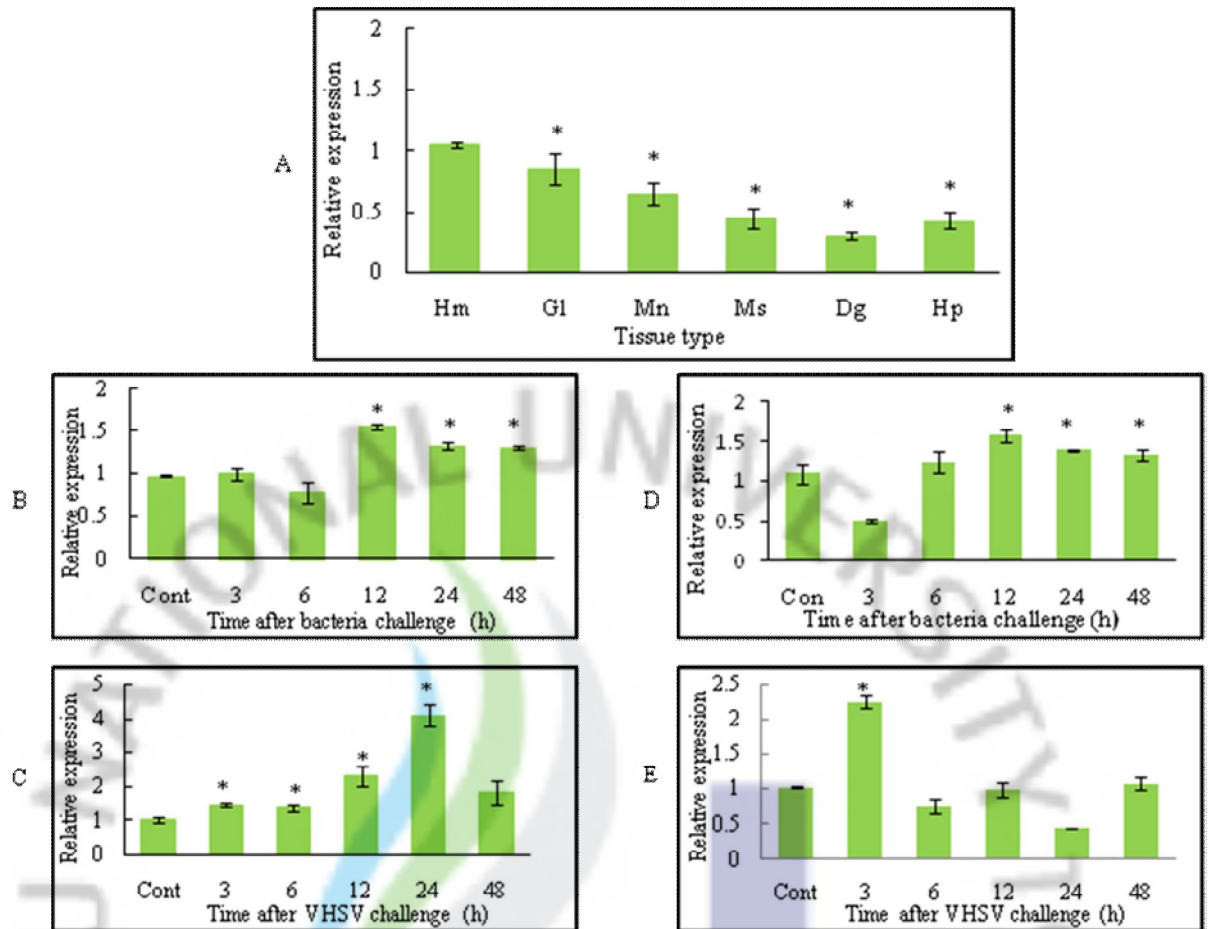 A
Relative expression
2
1.5
1
0.5
0
* * * * *
Hm Gl Mn Ms Dg Hp
Tissue type
B
Relative expression
2
1.5
1
0.5
0
* * *
Cont 3 6 12 24 48
Time after bacteria challenge (h)
D
Relative expression
2
1.5
1
0.5
0
* * *
Con 3 6 12 24 48
Time after bacteria challenge (h)
C
Relative expression
5
4
3
2
1
0
* * * *
Cont 3 6 12 24 48
Time after VHSV challenge (h)
E
Relative expression
2.5
2
1.5
1
0.5
0
*
Cont 3 6 12 24 48
Time after VHSV challenge (h)
NATIONAL UNIVERSITY